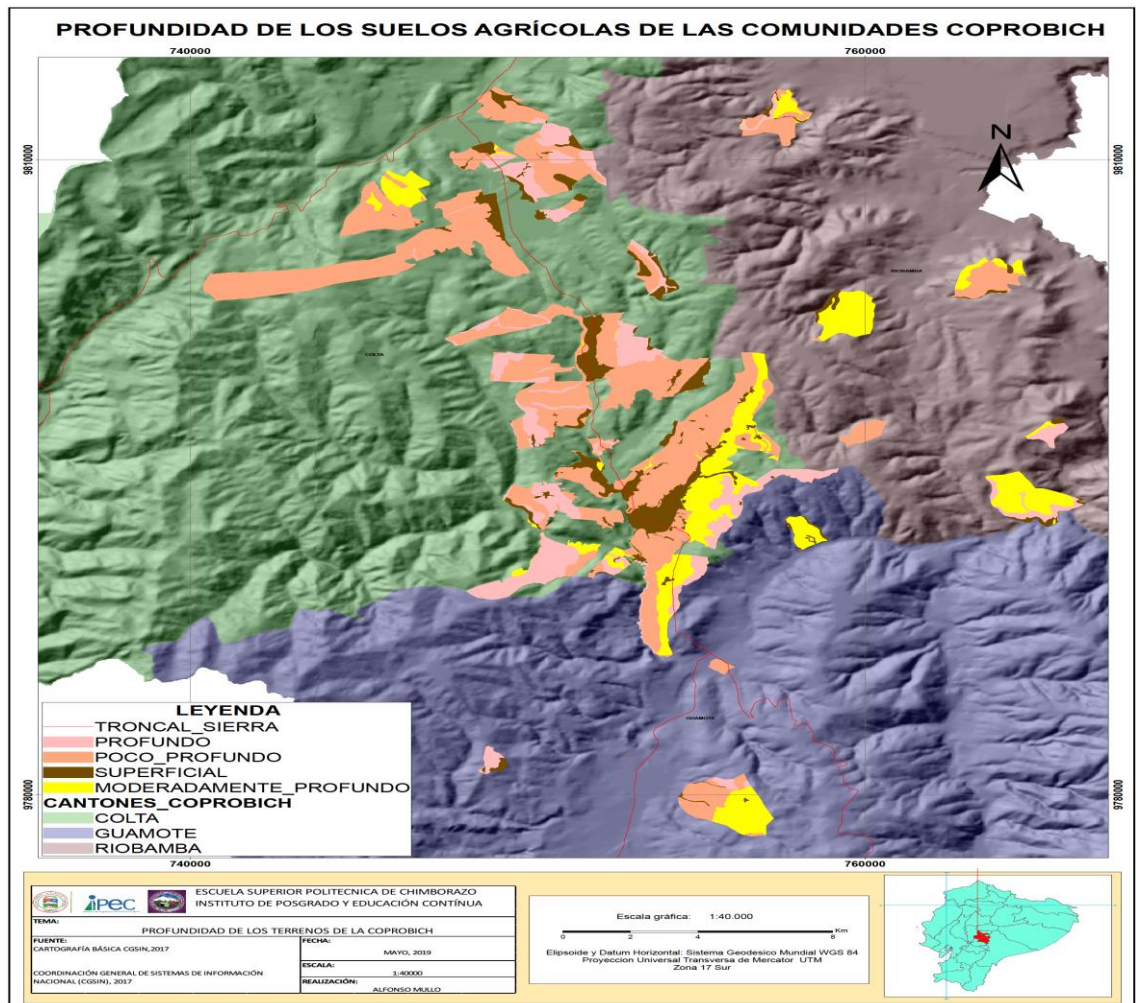 PROFUNDIDAD DE LOS SUELOS AGRÍCOLAS DE LAS COMUNIDADES COPROBICH
740000 760000
9810000 9810000
N
RIOBAMBA
COLTA
GUAMOTE
9780000 9780000
LEYENDA
TRONCAL_SIERRA
PROFUNDO
POCO_PROFUNDO
SUPERFICIAL
MODERADAMENTE_PROFUNDO
CANTONES_COPROBICH
COLTA
GUAMOTE
RIOBAMBA
740000 760000
IPEC
ESCUELA SUPERIOR POLITECNICA DE CHIMBORAZO
INSTITUTO DE POSGRADO Y EDUCACIÓN CONTÍNUA
TEMA:
PROFUNDIDAD DE LOS TERRENOS DE LA COPROBICH
FUENTE:
CARTOGRAFÍA BÁSICA CGSIN,2017
COORDINACIÓN GENERAL DE SISTEMAS DE INFORMACIÓN
NACIONAL (CGSIN), 2017
FECHA:
MAYO, 2019
ESCALA:
1:40000
REALIZACIÓN:
ALFONSO MULLO
Escala gráfica: 1:40.000
0 2 4 6 8 Km
Elipsoide y Datum Horizontal: Sistema Geodesico Mundial WGS 84
Proyeccion Universal Transversa de Mercator UTM
Zona 17 Sur